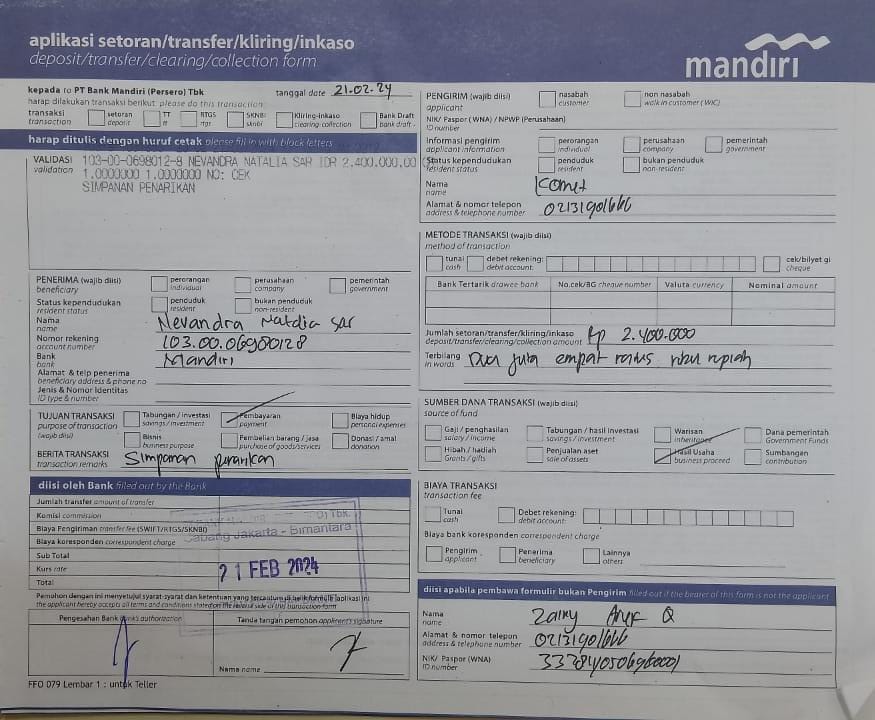 aplikasi setoran/transfer/kliring/inkaso
deposit/transfer/clearing/collection form
mandiri
kepada to PT Bank Mandiri (Persero) Tbk
tanggal date 21-02-24
harap dilakukan transaksi berikut please do this transaction:
transaksi transaction
setoran deposit
TT tt
RTGS rtgs
SKNBI sknbi
Kliring-inkaso clearing-collection
Bank Draft bank draft
harap ditulis dengan huruf cetak please fill in with block letters
VALIDASI validation
103-00-0698012-8 NEVANDRA NATALIA SAR IDR 2,400,000.00
1.0000000 1.0000000 NO: CEK
SIMPANAN PENARIKAN
PENERIMA (wajib diisi) beneficiary
perorangan individual
perusahaan company
pemerintah government
Status kependudukan resident status
penduduk resident
bukan penduduk non-resident
Nama name Nevandra Natalia Sar
Nomor rekening account number 103.00.06980128
Bank bank Mandiri
Alamat & telp penerima beneficiary address & phone no
Jenis & Nomor Identitas ID type & number
TUJUAN TRANSAKSI purpose of transaction (wajib diisi)
Tabungan / investasi savings / investment
Pembayaran payment
Biaya hidup personal expenses
Bisnis business purpose
Pembelian barang / jasa purchase of goods/services
Donasi / amal donation
BERITA TRANSAKSI transaction remarks Simpanan penarikan
diisi oleh Bank filled out by the Bank
Jumlah transfer amount of transfer
Komisi commission
Biaya Pengiriman transfer fee (SWIFT/RTGS/SKNBI)
Biaya koresponden correspondent charge
Sub Total
Kurs rate
Total
Tbk.
Cabang Jakarta - Bimantara
21 FEB 2024
Pemohon dengan ini menyetujui syarat-syarat dan ketentuan yang tercantum di balik formulir aplikasi ini
the applicant hereby accepts all terms and conditions stated on the reverse side of this transaction form
Pengesahan Bank Bank's authorization
Tanda tangan pemohon applicant's signature
Nama name
FFO 079 Lembar 1 : untuk Teller
PENGIRIM (wajib diisi) applicant
nasabah customer
non nasabah walk in customer (WIC)
NIK/ Paspor (WNA) / NPWP (Perusahaan)
ID number
Informasi pengirim applicant information
perorangan individual
perusahaan company
pemerintah government
Status kependudukan resident status
penduduk resident
bukan penduduk non-resident
Nama name Komet
Alamat & nomor telepon address & telephone number 02131901666
METODE TRANSAKSI (wajib diisi)
method of transaction
tunai cash
debet rekening: debit account:
cek/bilyet gi cheque
Bank Tertarik drawee bank
No.cek/BG cheque number
Valuta currency
Nominal amount
Jumlah setoran/transfer/kliring/inkaso
deposit/transfer/clearing/collection amount
Rp 2.400.000
Terbilang in words Dua juta empat ratus ribu rupiah
SUMBER DANA TRANSAKSI (wajib diisi)
source of fund
Gaji / penghasilan salary / income
Tabungan / hasil investasi savings / investment
Warisan inheritence
Dana pemerintah Government Funds
Hibah / hadiah Grants / gifts
Penjualan aset sale of assets
Hasil Usaha business proceed
Sumbangan contribution
BIAYA TRANSAKSI
transaction fee
Tunai cash
Debet rekening: debit account:
Biaya bank koresponden correspondent charge
Pengirim applicant
Penerima beneficiary
Lainnya others
diisi apabila pembawa formulir bukan Pengirim filled out if the bearer of this form is not the applicant
Nama name Zainy Arief Q
Alamat & nomor telepon address & telephone number 02131901666
NIK/ Paspor (WNA) ID number